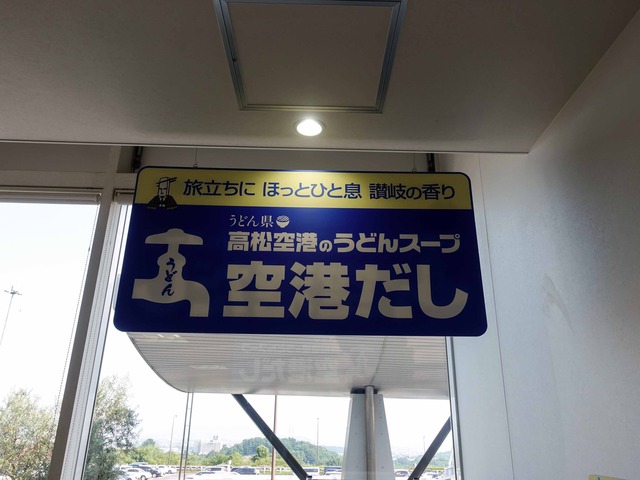 旅立ちに ほっとひと息 讃岐の香り
うどん県
高松空港のうどんスープ
うどん
空港だし